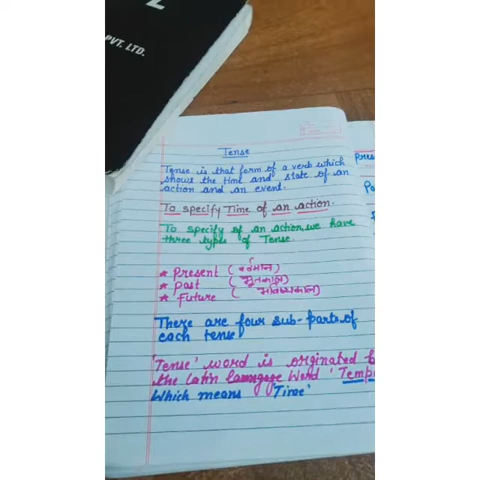 PVT. LTD.
Tense
Tense is that form of a verb which
shows the time and state of an
action and an event.
To specify Time of an action.
To specify of an action, we have
three types of Tense.
* Present (वर्तमान)
* Past (भूतकाल)
* Future (भविष्यकाल)
There are four sub-parts of
each tense
'Tense' word is originated
the Latin Word 'Temp
Which means 'Time'
Prese
Pa